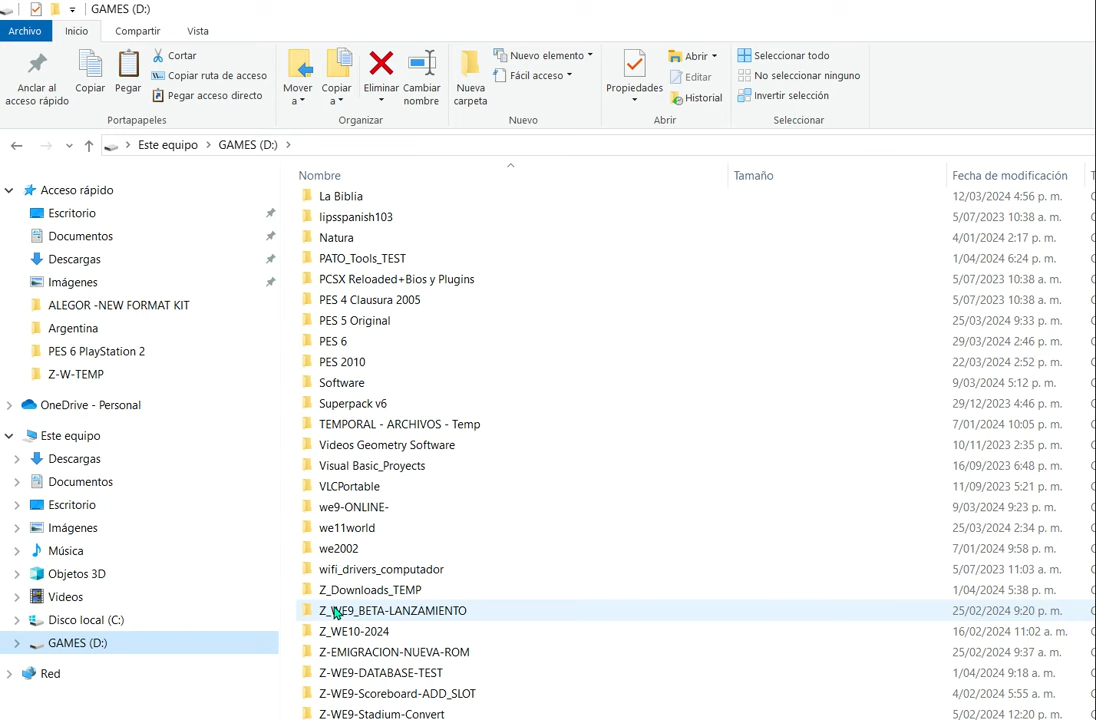 GAMES (D:)
Archivo Inicio Compartir Vista
Anclar al acceso rápido
Copiar
Pegar
Cortar
Copiar ruta de acceso
Pegar acceso directo
Portapapeles
Mover a
Copiar a
Eliminar
Cambiar nombre
Organizar
Nueva carpeta
Nuevo elemento
Fácil acceso
Nuevo
Propiedades
Abrir
Editar
Historial
Abrir
Seleccionar todo
No seleccionar ninguno
Invertir selección
Seleccionar
Este equipo > GAMES (D:) >
Acceso rápido
Escritorio
Documentos
Descargas
Imágenes
ALEGOR -NEW FORMAT KIT
Argentina
PES 6 PlayStation 2
Z-W-TEMP
OneDrive - Personal
Este equipo
Descargas
Documentos
Escritorio
Imágenes
Música
Objetos 3D
Videos
Disco local (C:)
GAMES (D:)
Red
Nombre Tamaño Fecha de modificación
La Biblia 12/03/2024 4:56 p. m.
lipsspanish103 5/07/2023 10:38 a. m.
Natura 4/01/2024 2:17 p. m.
PATO_Tools_TEST 1/04/2024 6:24 p. m.
PCSX Reloaded+Bios y Plugins 5/07/2023 10:38 a. m.
PES 4 Clausura 2005 5/07/2023 10:38 a. m.
PES 5 Original 25/03/2024 9:33 p. m.
PES 6 29/03/2024 2:46 p. m.
PES 2010 22/03/2024 2:52 p. m.
Software 9/03/2024 5:12 p. m.
Superpack v6 29/12/2023 4:46 p. m.
TEMPORAL - ARCHIVOS - Temp 7/01/2024 10:05 p. m.
Videos Geometry Software 10/11/2023 2:35 p. m.
Visual Basic_Proyects 16/09/2023 6:48 p. m.
VLCPortable 11/09/2023 5:21 p. m.
we9-ONLINE- 9/03/2024 9:23 p. m.
we11world 25/03/2024 2:34 p. m.
we2002 7/01/2024 9:58 p. m.
wifi_drivers_computador 5/07/2023 11:03 a. m.
Z_Downloads_TEMP 1/04/2024 5:38 p. m.
Z_WE9_BETA-LANZAMIENTO 25/02/2024 9:20 p. m.
Z_WE10-2024 16/02/2024 11:02 a. m.
Z-EMIGRACION-NUEVA-ROM 25/02/2024 9:37 a. m.
Z-WE9-DATABASE-TEST 1/04/2024 9:18 a. m.
Z-WE9-Scoreboard-ADD_SLOT 4/02/2024 5:55 a. m.
Z-WE9-Stadium-Convert 5/02/2024 12:20 p. m.